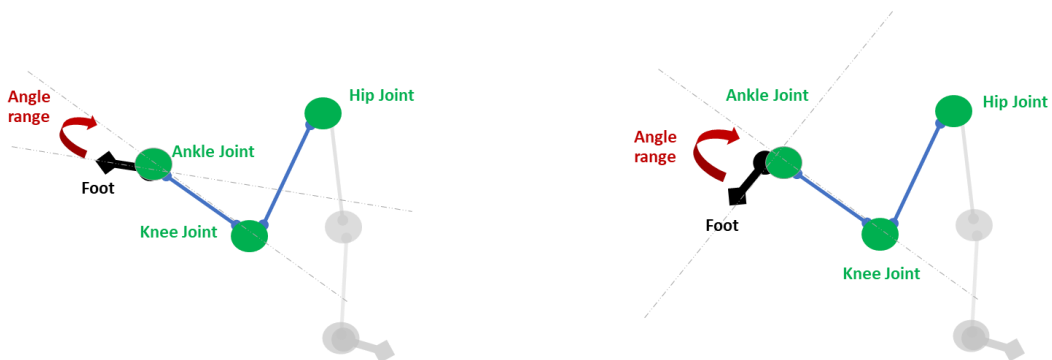 Angle
range
Hip Joint
Ankle Joint
Foot
Knee Joint
Ankle Joint
Hip Joint
Angle
range
Foot
Knee Joint